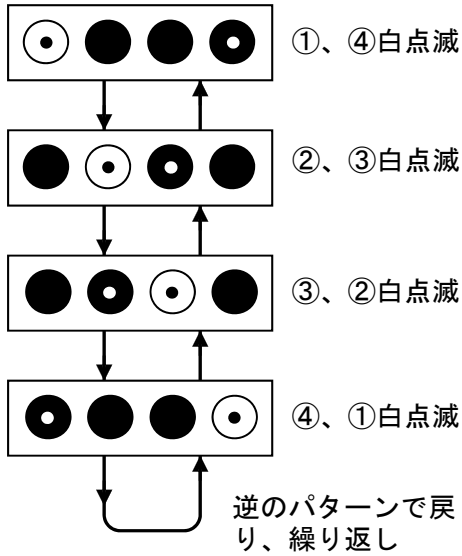 ①、④白点滅
②、③白点滅
③、②白点滅
④、①白点滅
逆のパターンで戻
り、繰り返し